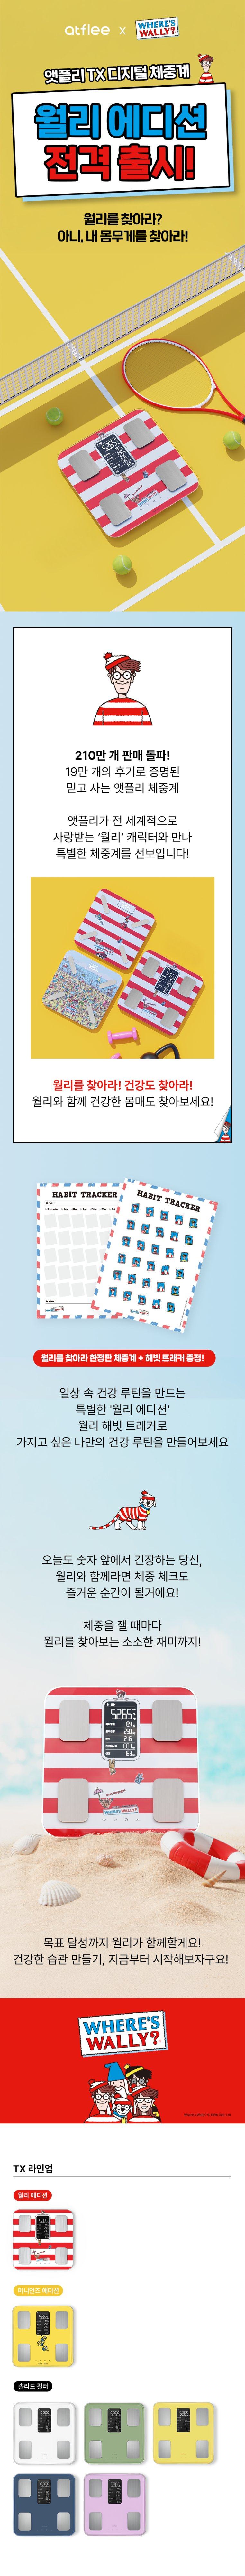 atflee x WHERE'S WALLY?
앳플리 TX 디지털 체중계
월리 에디션
전격 출시!
월리를 찾아라?
아니, 내 몸무게를 찾아라!
210만 개 판매 돌파!
19만 개의 후기로 증명된
믿고 사는 앳플리 체중계
앳플리가 전 세계적으로
사랑받는 ‘월리’ 캐릭터와 만나
특별한 체중계를 선보입니다!
월리를 찾아라! 건강도 찾아라!
월리와 함께 건강한 몸매도 찾아보세요!
HABIT TRACKER
HABIT TRACKER
월리를 찾아라 한정판 체중계 + 해빗 트래커 증정!
일상 속 건강 루틴을 만드는
특별한 '월리 에디션'
월리 해빗 트래커로
가지고 싶은 나만의 건강 루틴을 만들어보세요
오늘도 숫자 앞에서 긴장하는 당신,
월리와 함께라면 체중 체크도
즐거운 순간이 될거에요!
체중을 잴 때마다
월리를 찾아보는 소소한 재미까지!
52.65
WHERE'S WALLY?
목표 달성까지 월리가 함께할게요!
건강한 습관 만들기, 지금부터 시작해보자구요!
WHERE'S
WALLY?
TX 라인업
월리 에디션
미니언즈 에디션
솔리드 컬러